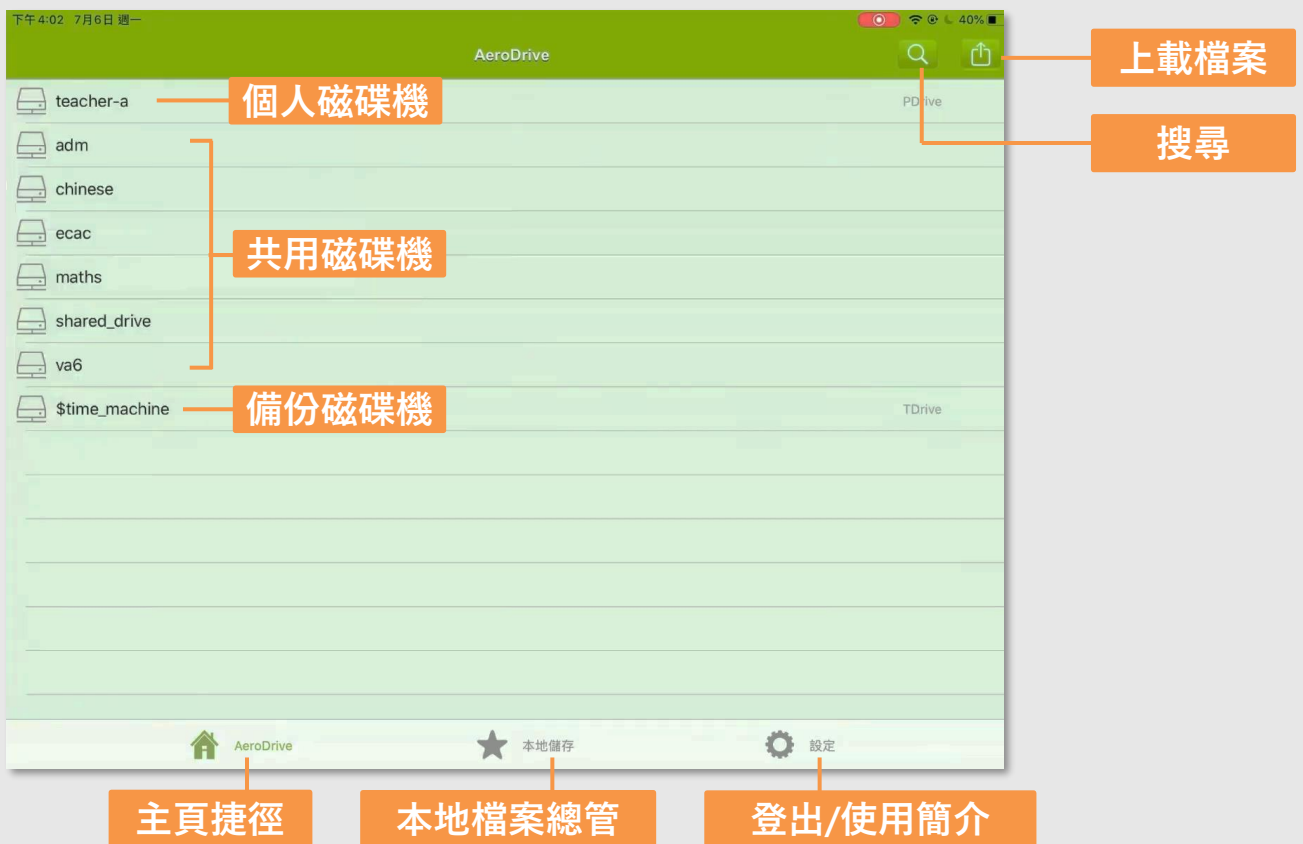 下午4:02 7月6日 週一
40%
AeroDrive
上載檔案
teacher-a
個人磁碟機
PDrive
adm
搜尋
chinese
ecac
共用磁碟機
maths
shared_drive
va6
$time_machine
備份磁碟機
TDrive
AeroDrive
本地儲存
設定
主頁捷徑
本地檔案總管
登出/使用簡介